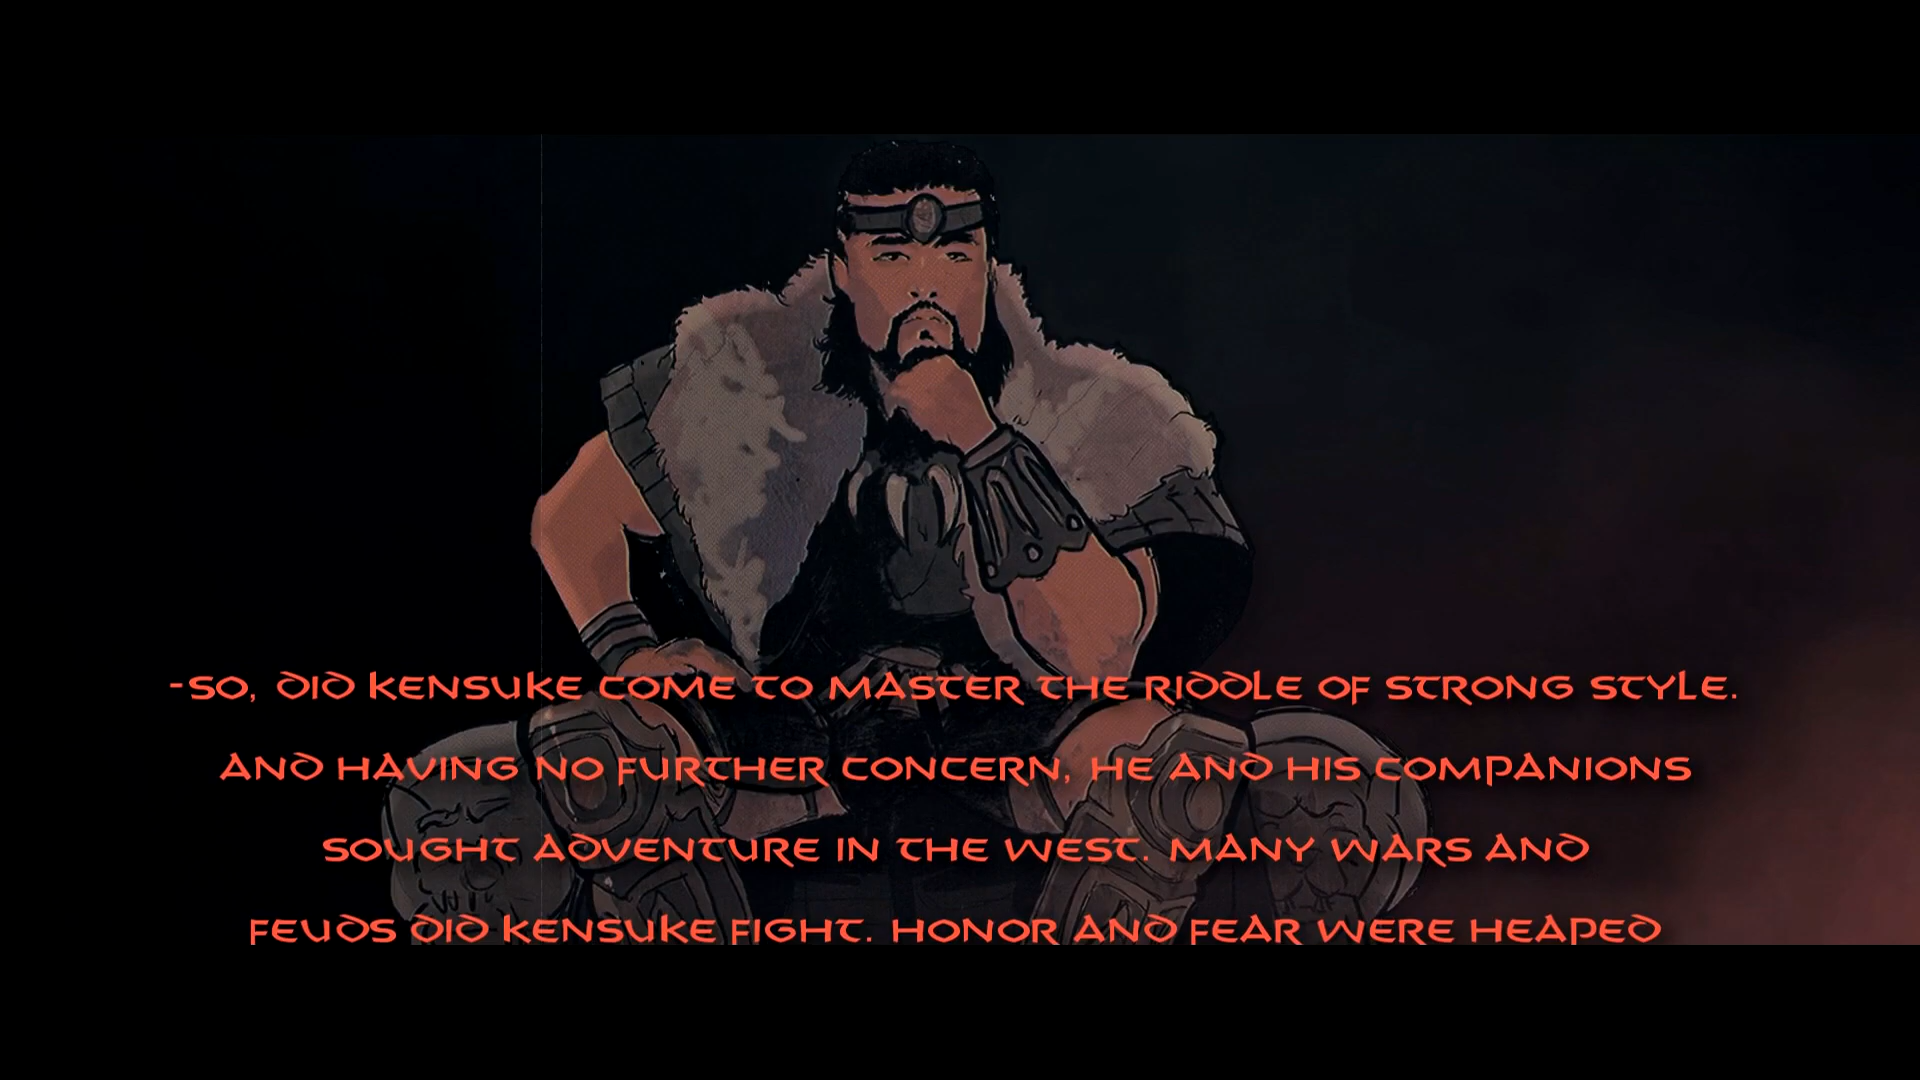 -SO, DID KENSUKE COME TO MASTER THE RIDDLE OF STRONG STYLE.
AND HAVING NO FURTHER CONCERN, HE AND HIS COMPANIONS
SOUGHT ADVENTURE IN THE WEST. MANY WARS AND
FEUDS DID KENSUKE FIGHT. HONOR AND FEAR WERE HEAPED